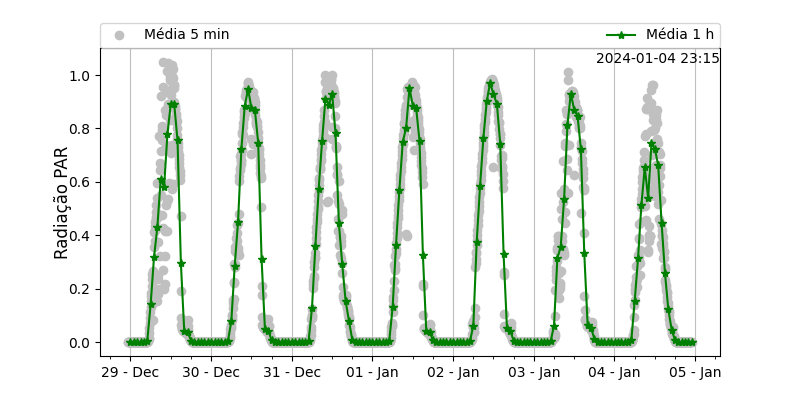 Média 5 min
Média 1 h
2024-01-04 23:15
Radiação PAR
1.0
0.8
0.6
0.4
0.2
0.0
29 - Dec
30 - Dec
31 - Dec
01 - Jan
02 - Jan
03 - Jan
04 - Jan
05 - Jan